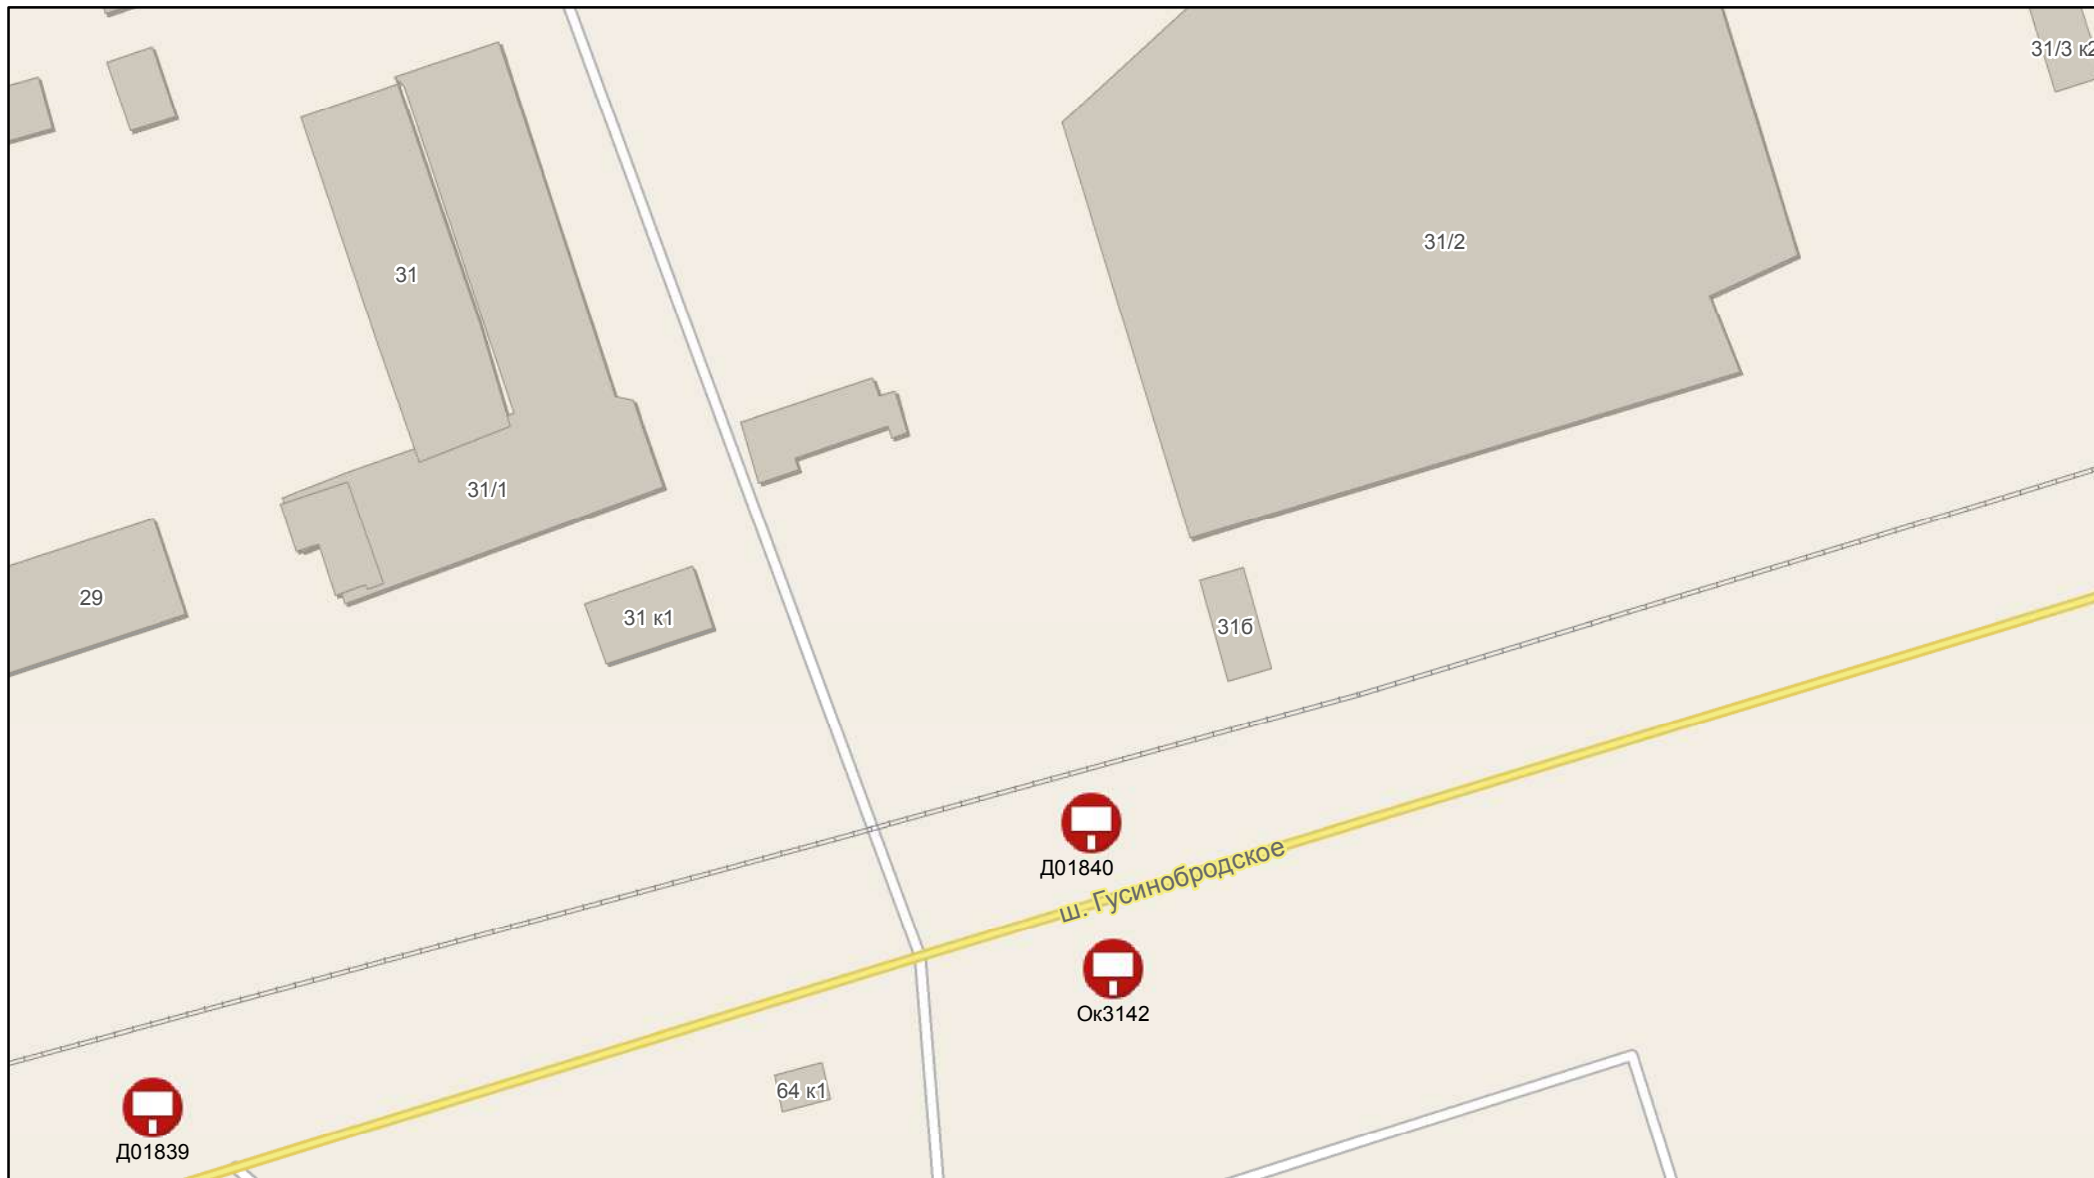 31/3 к2
31/2
31
31/1
29
31 к1
31б
Д01840
ш. Гусинобродское
Ок3142
64 к1
Д01839